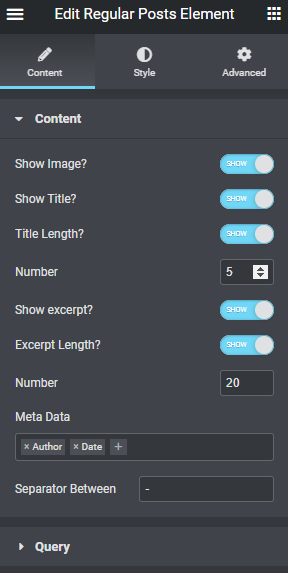 Edit Regular Posts Element
Content Style Advanced
Content
Show Image? SHOW
Show Title? SHOW
Title Length? SHOW
Number 5
Show excerpt? SHOW
Excerpt Length? SHOW
Number 20
Meta Data
× Author × Date +
Separator Between -
Query